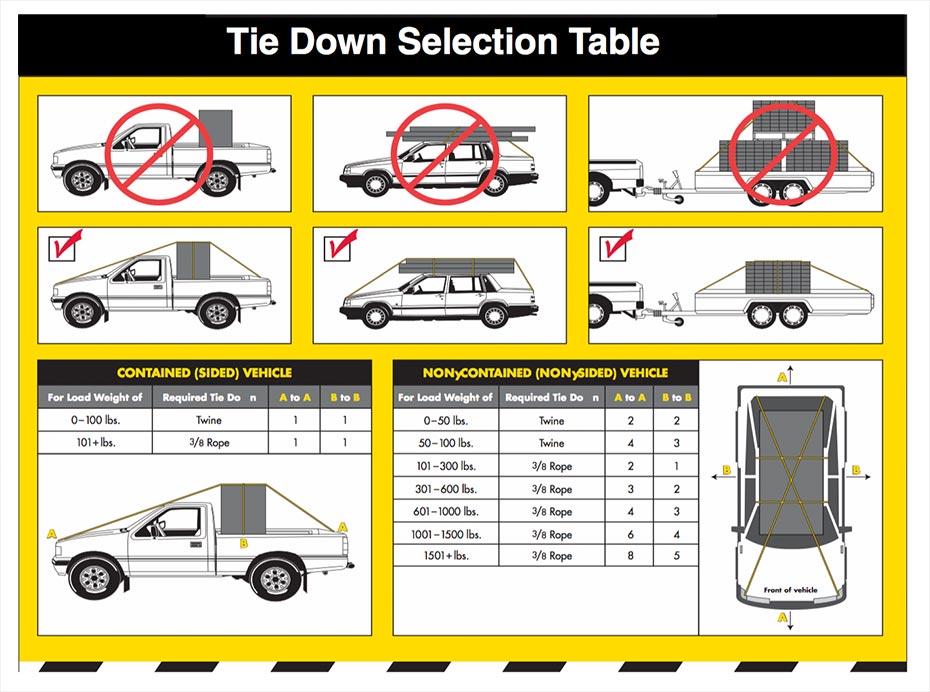 Tie Down Selection Table
CONTAINED (SIDED) VEHICLE
For Load Weight of Required Tie Do n A to A B to B
0–100 lbs. Twine 1 1
101+lbs. 3/8 Rope 1 1
A
B
A
NONyCONTAINED (NONySIDED) VEHICLE
For Load Weight of Required Tie Do n A to A B to B
0–50 lbs. Twine 2 2
50–100 lbs. Twine 4 3
101–300 lbs. 3/8 Rope 2 1
301–600 lbs. 3/8 Rope 3 2
601–1000 lbs. 3/8 Rope 4 3
1001–1500 lbs. 3/8 Rope 6 4
1501+lbs. 3/8 Rope 8 5
A
B B
Front of vehicle
A